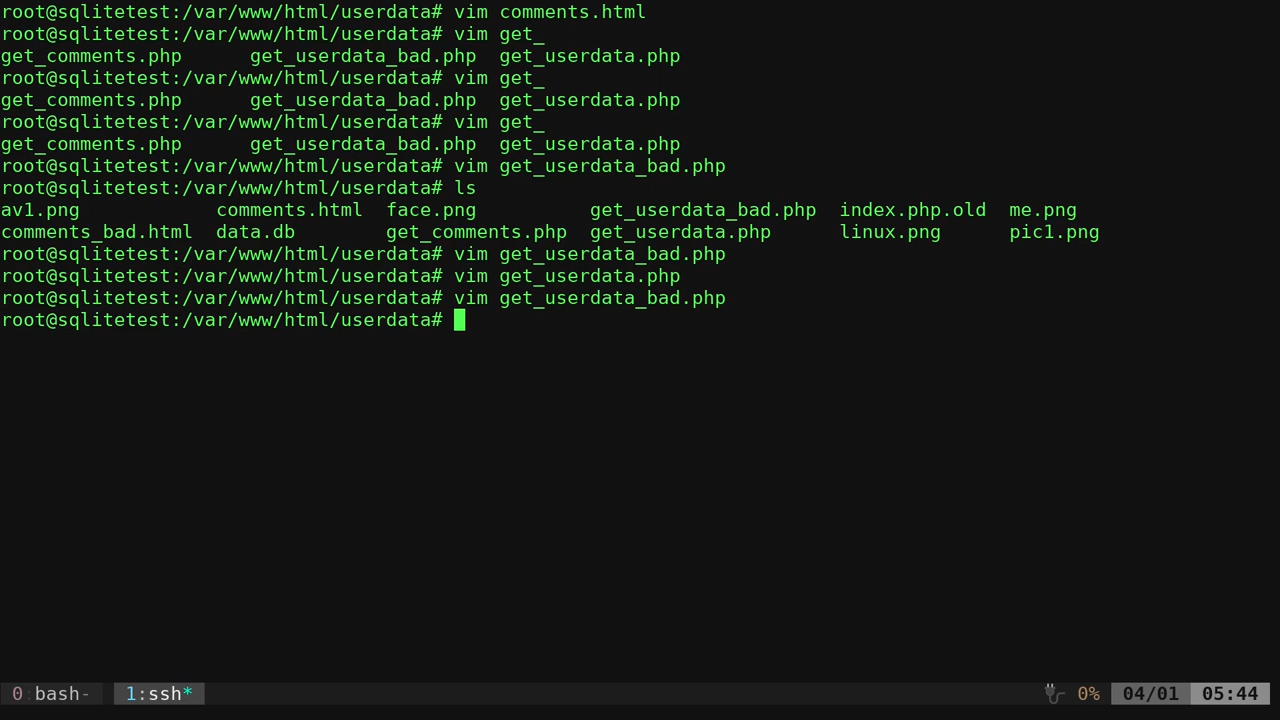 root@sqlitetest:/var/www/html/userdata# vim comments.html
root@sqlitetest:/var/www/html/userdata# vim get_
get_comments.php      get_userdata_bad.php  get_userdata.php
root@sqlitetest:/var/www/html/userdata# vim get_
get_comments.php      get_userdata_bad.php  get_userdata.php
root@sqlitetest:/var/www/html/userdata# vim get_
get_comments.php      get_userdata_bad.php  get_userdata.php
root@sqlitetest:/var/www/html/userdata# vim get_userdata_bad.php
root@sqlitetest:/var/www/html/userdata# ls
av1.png            comments.html  face.png          get_userdata_bad.php  index.php.old  me.png
comments_bad.html  data.db        get_comments.php  get_userdata.php      linux.png      pic1.png
root@sqlitetest:/var/www/html/userdata# vim get_userdata_bad.php
root@sqlitetest:/var/www/html/userdata# vim get_userdata.php
root@sqlitetest:/var/www/html/userdata# vim get_userdata_bad.php
root@sqlitetest:/var/www/html/userdata#
0:bash-  1:ssh*  0%  04/01  05:44